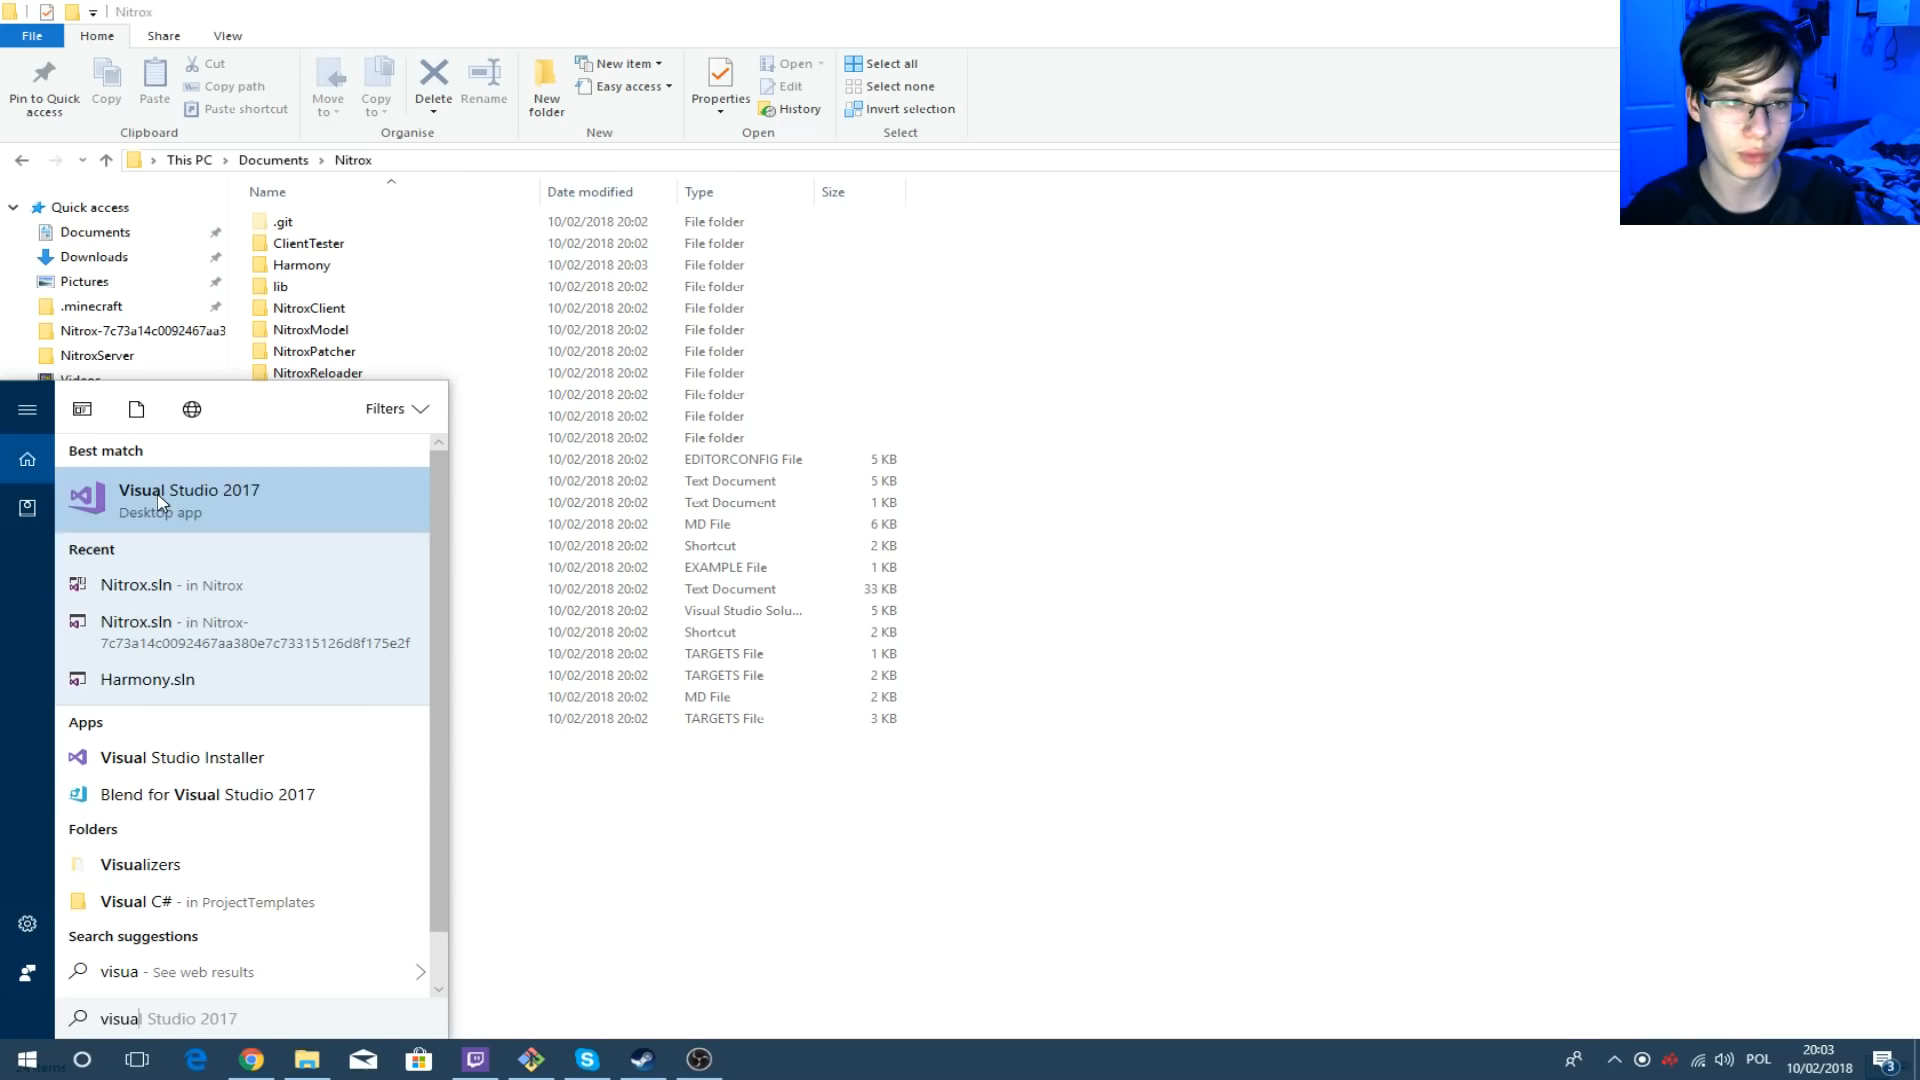 Nitrox
File Home Share View
Pin to Quick access
Copy
Paste
Cut
Copy path
Paste shortcut
Clipboard
Move to
Copy to
Delete
Rename
Organise
New folder
New item
Easy access
New
Properties
Open
Edit
History
Open
Select all
Select none
Invert selection
Select
This PC › Documents › Nitrox
Name Date modified Type Size
Quick access
Documents
Downloads
Pictures
.minecraft
Nitrox-7c73a14c0092467aa3
NitroxServer
Videos
.git 10/02/2018 20:02 File folder
ClientTester 10/02/2018 20:02 File folder
Harmony 10/02/2018 20:03 File folder
lib 10/02/2018 20:02 File folder
NitroxClient 10/02/2018 20:02 File folder
NitroxModel 10/02/2018 20:02 File folder
NitroxPatcher 10/02/2018 20:02 File folder
NitroxReloader 10/02/2018 20:02 File folder
10/02/2018 20:02 File folder
10/02/2018 20:02 File folder
10/02/2018 20:02 File folder
10/02/2018 20:02 EDITORCONFIG File 5 KB
10/02/2018 20:02 Text Document 5 KB
10/02/2018 20:02 Text Document 1 KB
10/02/2018 20:02 MD File 6 KB
10/02/2018 20:02 Shortcut 2 KB
10/02/2018 20:02 EXAMPLE File 1 KB
10/02/2018 20:02 Text Document 33 KB
10/02/2018 20:02 Visual Studio Solu... 5 KB
10/02/2018 20:02 Shortcut 2 KB
10/02/2018 20:02 TARGETS File 1 KB
10/02/2018 20:02 TARGETS File 2 KB
10/02/2018 20:02 MD File 2 KB
10/02/2018 20:02 TARGETS File 3 KB
Filters
Best match
Visual Studio 2017
Desktop app
Recent
Nitrox.sln - in Nitrox
Nitrox.sln - in Nitrox-
7c73a14c0092467aa380e7c73315126d8f175e2f
Harmony.sln
Apps
Visual Studio Installer
Blend for Visual Studio 2017
Folders
Visualizers
Visual C# - in ProjectTemplates
Search suggestions
visua - See web results
visual Studio 2017
POL
20:03
10/02/2018
3